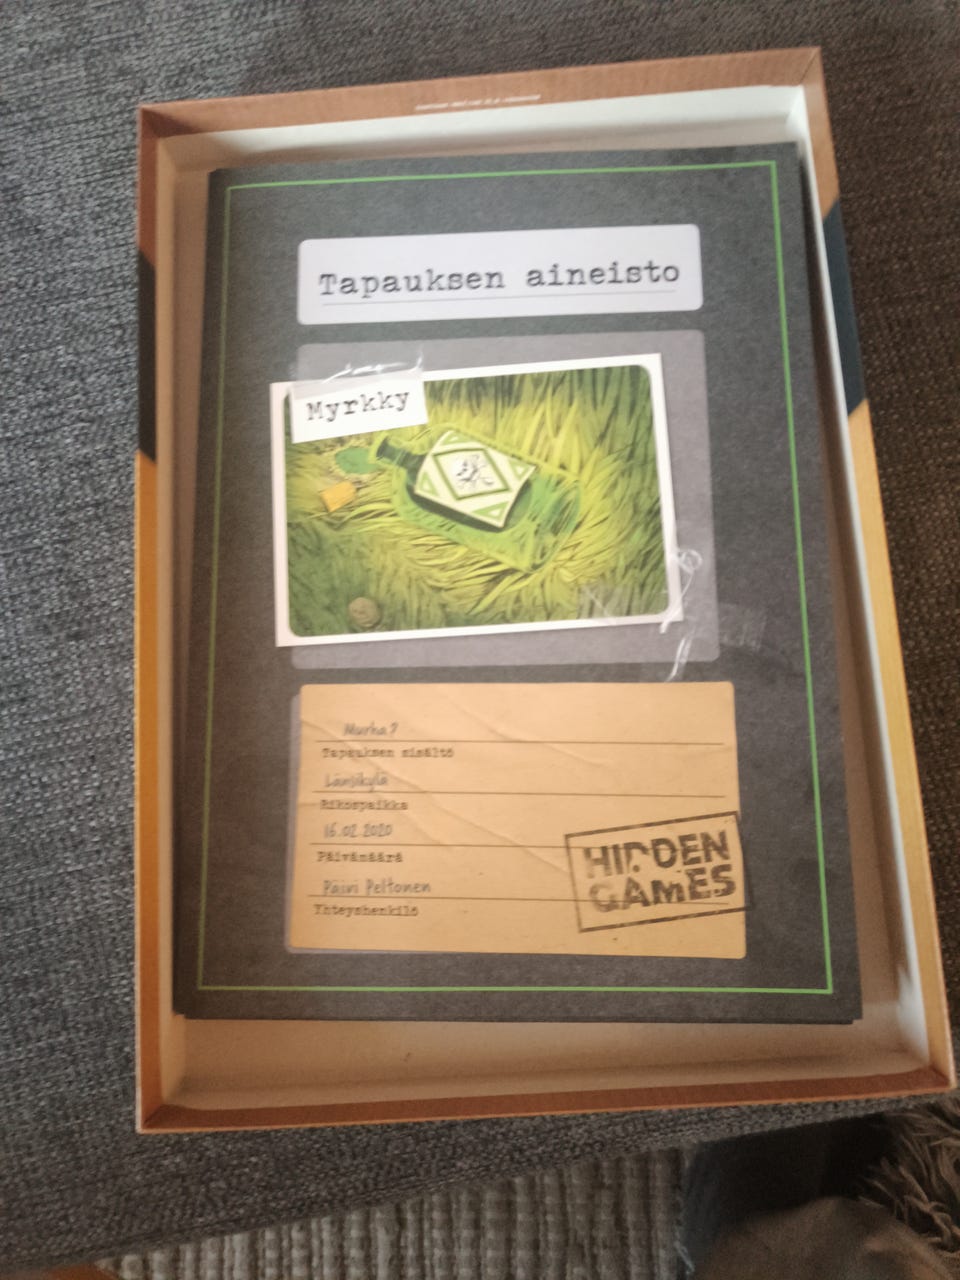 Tapauksen aineisto
Myrkky
Murha?
Tapauksen sisältö
Länsikylä
Rikospaikka
16.02.2020
Päivämäärä
Päivi Peltonen
Yhteyshenkilö
HIDDEN
GAMES